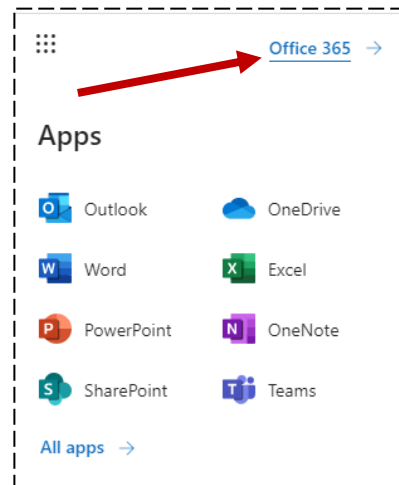 Office 365 →
Apps
Outlook OneDrive
Word Excel
PowerPoint OneNote
SharePoint Teams
All apps →